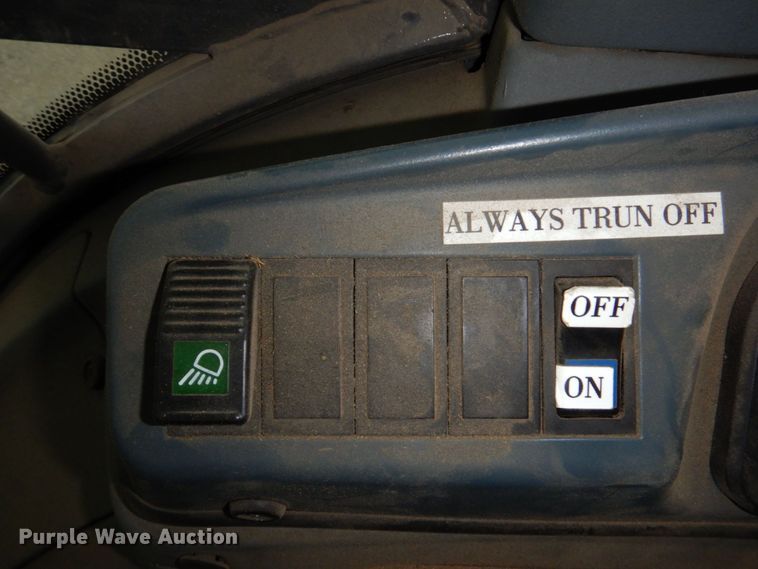 ALWAYS TRUN OFF
OFF
ON
Purple Wave Auction